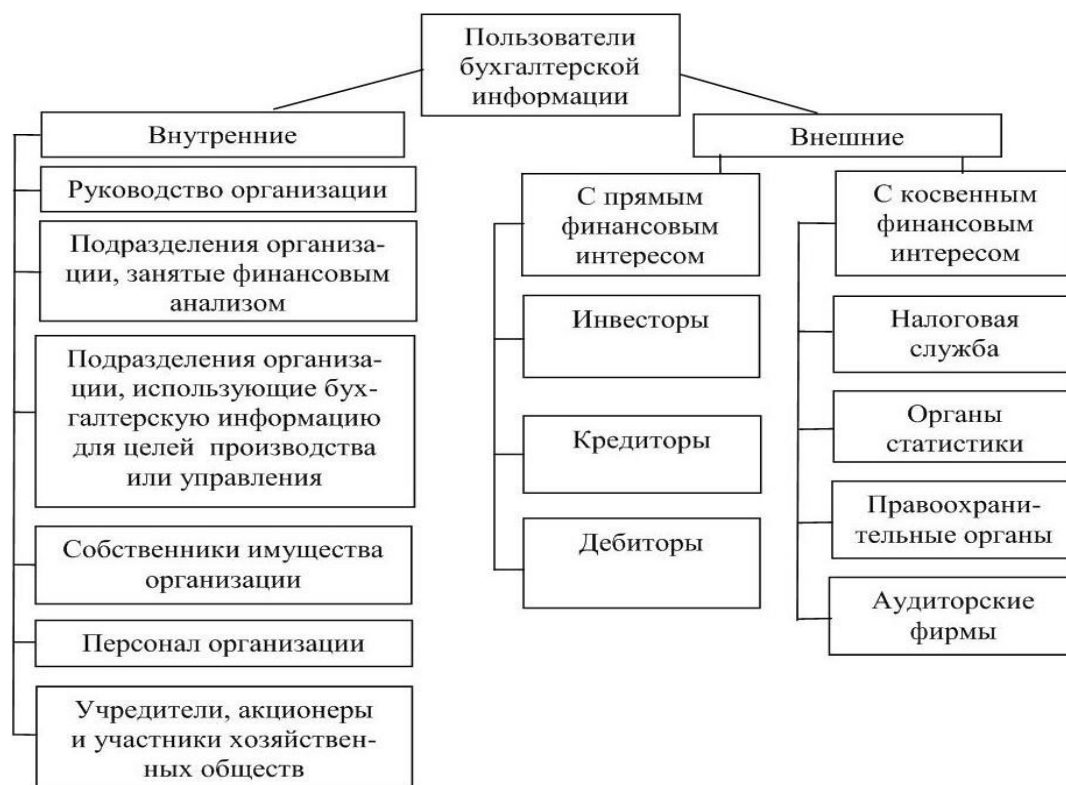 Пользователи
бухгалтерской
информации
Внутренние
Руководство организации
Подразделения организа-
ции, занятые финансовым
анализом
Подразделения организа-
ции, использующие бух-
галтерскую информацию
для целей производства
или управления
Собственники имущества
организации
Персонал организации
Учредители, акционеры
и участники хозяйствен-
ных обществ
Внешние
С прямым
финансовым
интересом
Инвесторы
Кредиторы
Дебиторы
С косвенным
финансовым
интересом
Налоговая
служба
Органы
статистики
Правоохрани-
тельные органы
Аудиторские
фирмы